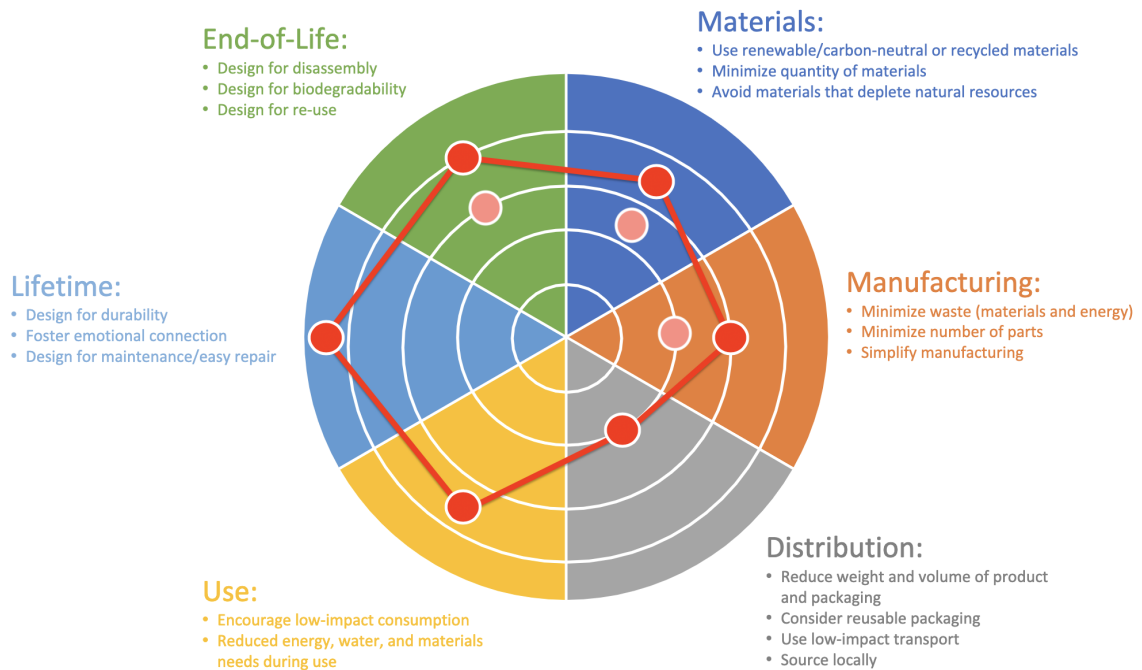 End-of-Life:
• Design for disassembly
• Design for biodegradability
• Design for re-use
Materials:
• Use renewable/carbon-neutral or recycled materials
• Minimize quantity of materials
• Avoid materials that deplete natural resources
Lifetime:
• Design for durability
• Foster emotional connection
• Design for maintenance/easy repair
Manufacturing:
• Minimize waste (materials and energy)
• Minimize number of parts
• Simplify manufacturing
Use:
• Encourage low-impact consumption
• Reduced energy, water, and materials
needs during use
Distribution:
• Reduce weight and volume of product
and packaging
• Consider reusable packaging
• Use low-impact transport
• Source locally